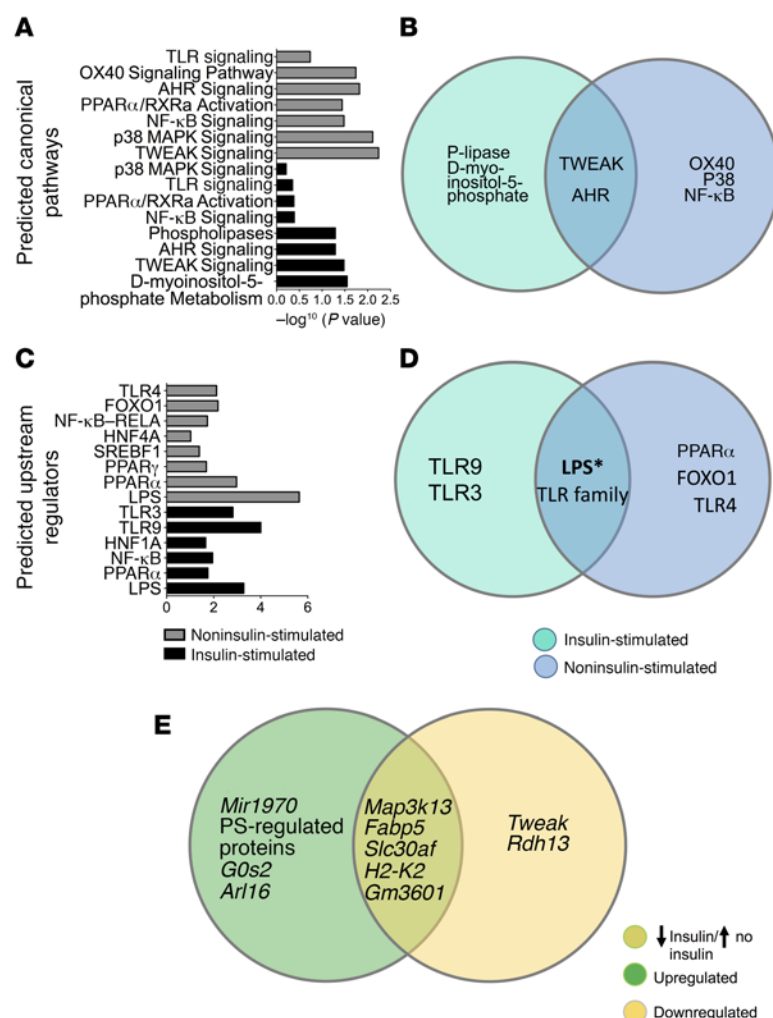 A
Predicted canonical
pathways
TLR signaling
OX40 Signaling Pathway
AHR Signaling
PPARα/RXRa Activation
NF-κB Signaling
p38 MAPK Signaling
TWEAK Signaling
p38 MAPK Signaling
TLR signaling
PPARα/RXRa Activation
NF-κB Signaling
Phospholipases
AHR Signaling
TWEAK Signaling
D-myoinositol-5-
phosphate Metabolism
0.0 0.5 1.0 1.5 2.0 2.5
–log¹⁰ (P value)
B
P-lipase
D-myo-
inositol-5-
phosphate
TWEAK
AHR
OX40
P38
NF-κB
C
Predicted upstream
regulators
TLR4
FOXO1
NF-κB–RELA
HNF4A
SREBF1
PPARγ
PPARα
LPS
TLR3
TLR9
HNF1A
NF-κB
PPARα
LPS
0 2 4 6
Noninsulin-stimulated
Insulin-stimulated
D
TLR9
TLR3
LPS*
TLR family
PPARα
FOXO1
TLR4
Insulin-stimulated
Noninsulin-stimulated
E
Mir1970
PS-regulated
proteins
G0s2
Arl16
Map3k13
Fabp5
Slc30af
H2-K2
Gm3601
Tweak
Rdh13
↓ Insulin/↑ no
insulin
Upregulated
Downregulated